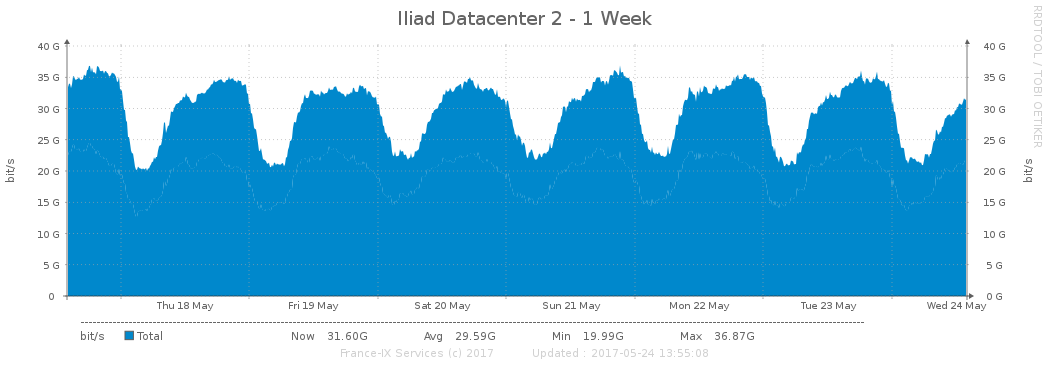 Iliad Datacenter 2 - 1 Week
RRDTOOL / TOBI OETIKER
bit/s
40 G 40 G
35 G 35 G
30 G 30 G
25 G 25 G
20 G 20 G
15 G 15 G
10 G 10 G
5 G 5 G
0 0 G
bit/s
Thu 18 May Fri 19 May Sat 20 May Sun 21 May Mon 22 May Tue 23 May Wed 24 May
bit/s Total Now 31.60G Avg 29.59G Min 19.99G Max 36.87G
France-IX Services (c) 2017 Updated : 2017-05-24 13:55:08